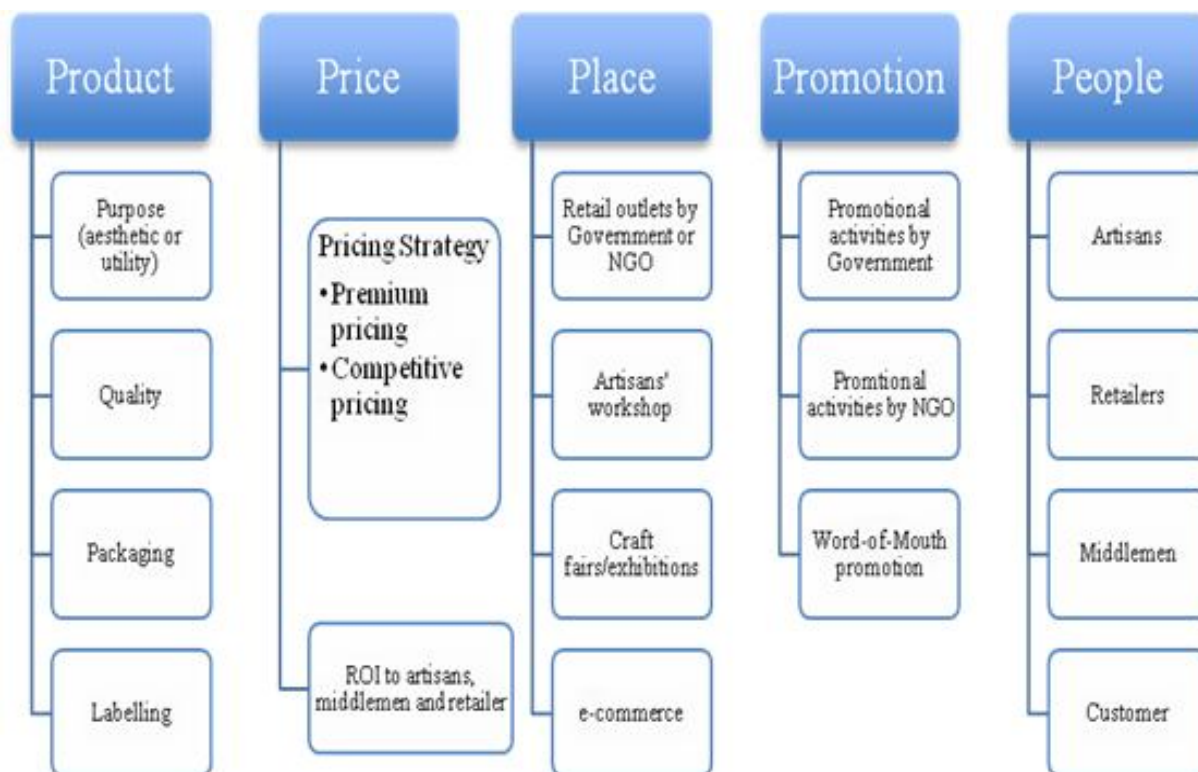 Product
Purpose
(aesthetic or
utility)
Quality
Packaging
Labelling
Price
Pricing Strategy
•Premium
pricing
•Competitive
pricing
ROI to artisans,
middlemen and retailer
Place
Retail outlets by
Government or
NGO
Artisans'
workshop
Craft
fairs/exhibitions
e-commerce
Promotion
Promotional
activities by
Government
Promtional
activities by NGO
Word-of-Mouth
promotion
People
Artisans
Retailers
Middlemen
Customer